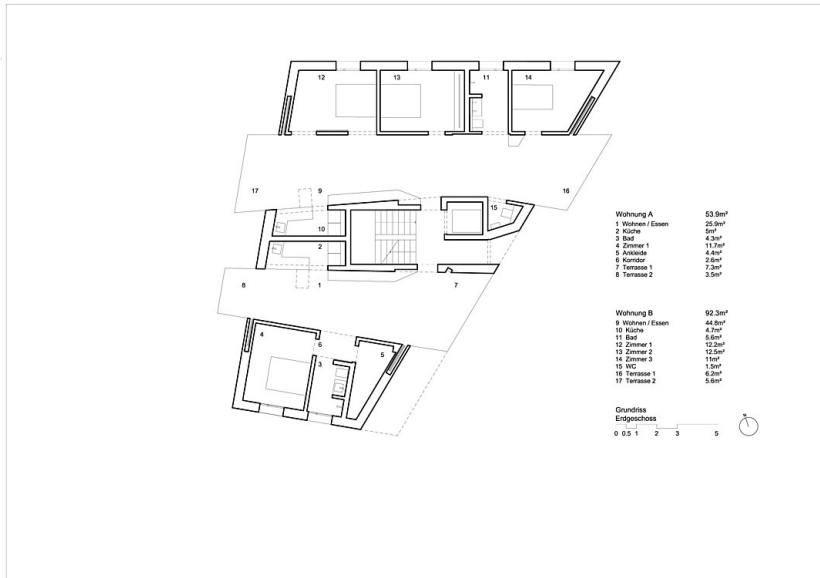 12
13
11
14
17
9
16
15
10
2
8
1
7
4
6
5
3
Wohnung A 53.9m²
1 Wohnen / Essen 25.9m²
2 Küche 5m²
3 Bad 4.3m²
4 Zimmer 1 11.7m²
5 Ankleide 4.4m²
6 Korridor 2.6m²
7 Terrasse 1 7.3m²
8 Terrasse 2 3.5m²
Wohnung B 92.3m²
9 Wohnen / Essen 44.8m²
10 Küche 4.7m²
11 Bad 5.6m²
12 Zimmer 1 12.2m²
13 Zimmer 2 12.5m²
14 Zimmer 3 11m²
15 WC 1.5m²
16 Terrasse 1 6.2m²
17 Terrasse 2 5.6m²
Grundriss
Erdgeschoss
0 0.5 1 2 3 5